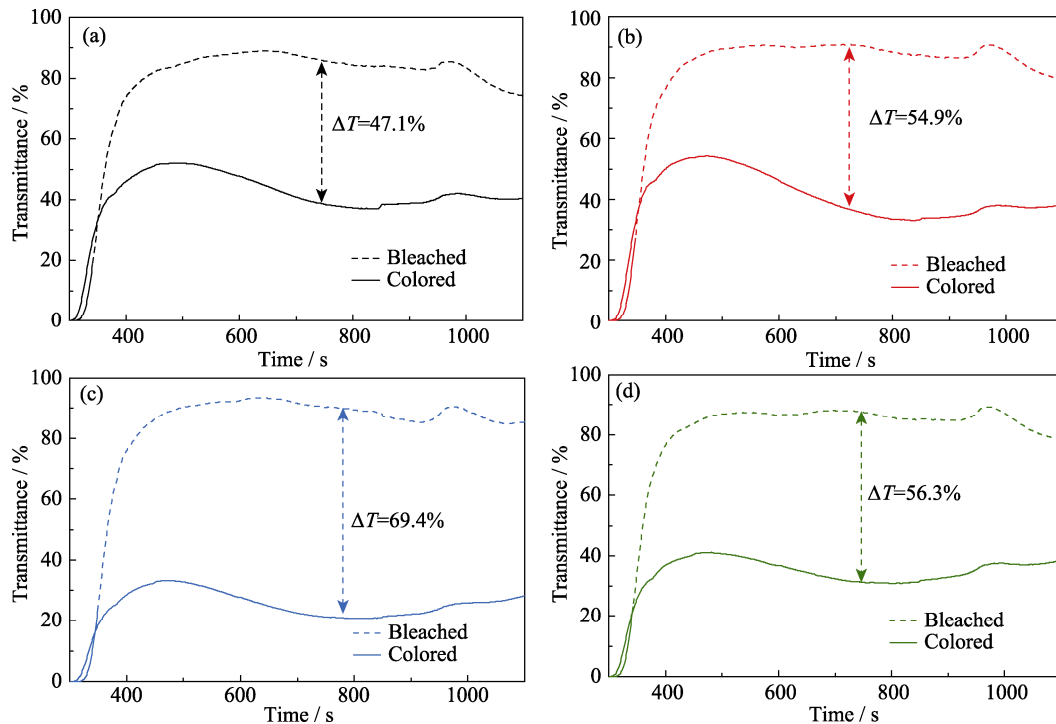 100
(a)
80
60
40
20
0
Transmittance / %
ΔT=47.1%
Bleached
Colored
400
600
800
1000
Time / s
100
(b)
80
60
40
20
0
Transmittance / %
ΔT=54.9%
Bleached
Colored
400
600
800
1000
Time / s
100
(c)
80
60
40
20
0
Transmittance / %
ΔT=69.4%
Bleached
Colored
400
600
800
1000
Time / s
100
(d)
80
60
40
20
0
Transmittance / %
ΔT=56.3%
Bleached
Colored
400
600
800
1000
Time / s